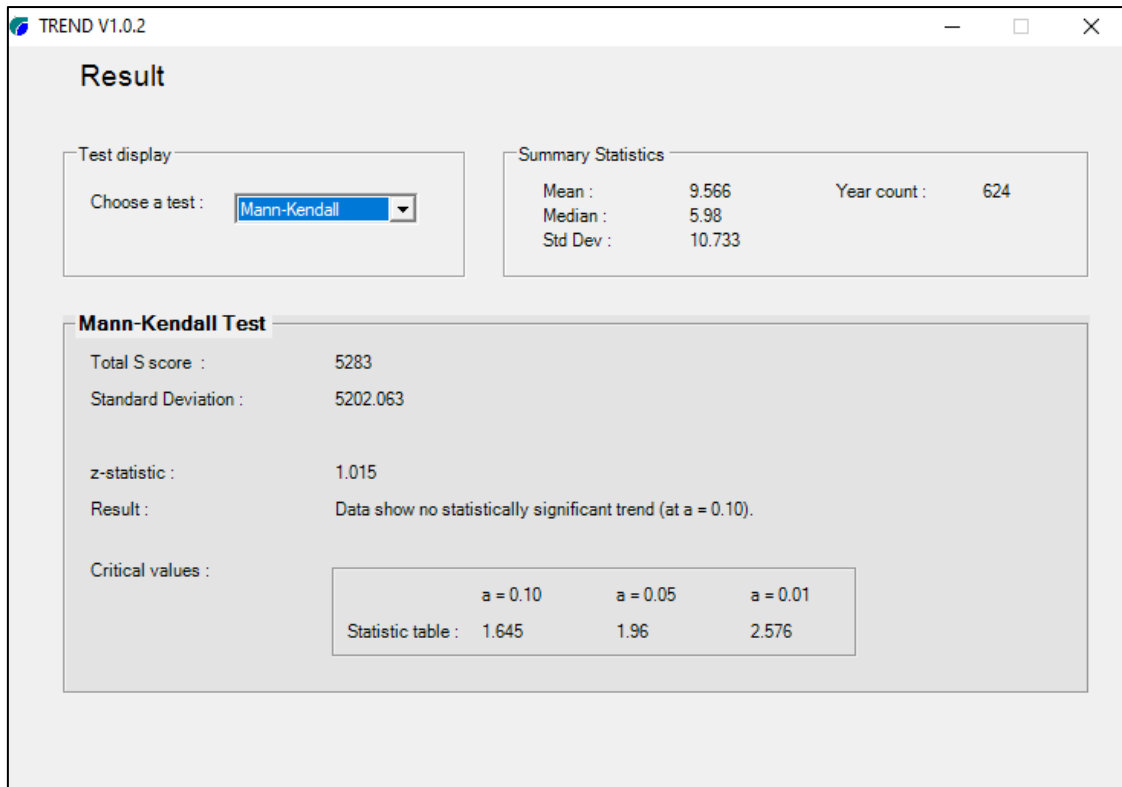 TREND V1.0.2
Result
Test display
Choose a test : Mann-Kendall
Summary Statistics
Mean : 9.566 Year count : 624
Median : 5.98
Std Dev : 10.733
Mann-Kendall Test
Total S score : 5283
Standard Deviation : 5202.063
z-statistic : 1.015
Result : Data show no statistically significant trend (at a = 0.10).
Critical values :
a = 0.10 a = 0.05 a = 0.01
Statistic table : 1.645 1.96 2.576